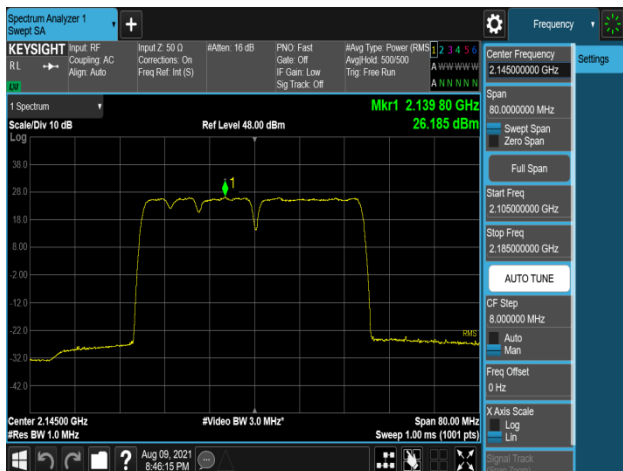 Spectrum Analyzer 1
Swept SA
Frequency
KEYSIGHT
Input: RF
Input Z: 50 Ω
#Atten: 16 dB
PNO: Fast
#Avg Type: Power (RMS
1 2 3 4 5 6
RL
Coupling: AC
Corrections: On
Gate: Off
Avg|Hold: 500/500
A W W W W W
Align: Auto
Freq Ref: Int (S)
IF Gain: Low
Trig: Free Run
Sig Track: Off
A N N N N N
LXI
Center Frequency
2.145000000 GHz
Settings
Span
80.0000000 MHz
Swept Span
Zero Span
Full Span
Start Freq
2.105000000 GHz
Stop Freq
2.185000000 GHz
AUTO TUNE
CF Step
8.000000 MHz
Auto
Man
Freq Offset
0 Hz
X Axis Scale
Log
Lin
Signal Track
(Span Zoom)
1 Spectrum
Mkr1 2.139 80 GHz
Scale/Div 10 dB
Ref Level 48.00 dBm
26.185 dBm
Log
38.0
28.0
18.0
8.00
-2.00
-12.0
-22.0
-32.0
-42.0
1
RMS
Center 2.14500 GHz
#Video BW 3.0 MHz*
Span 80.00 MHz
#Res BW 1.0 MHz
Sweep 1.00 ms (1001 pts)
?
Aug 09, 2021
8:46:15 PM